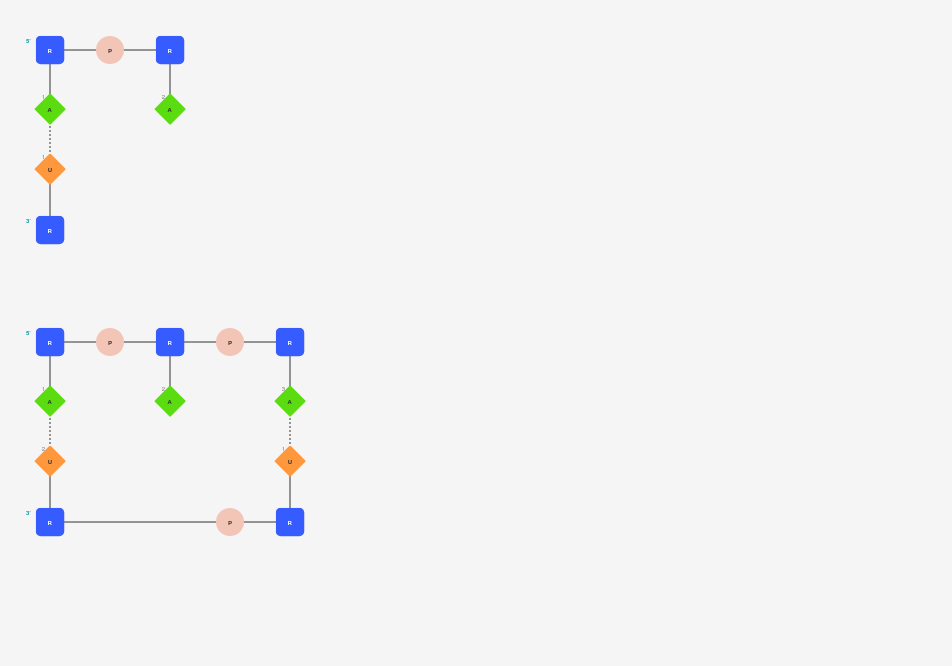 5' R P R
1 2
A A
1
U
3' R
5' R P R P R
1 2 3
A A A
2 1
U U
3' R P R